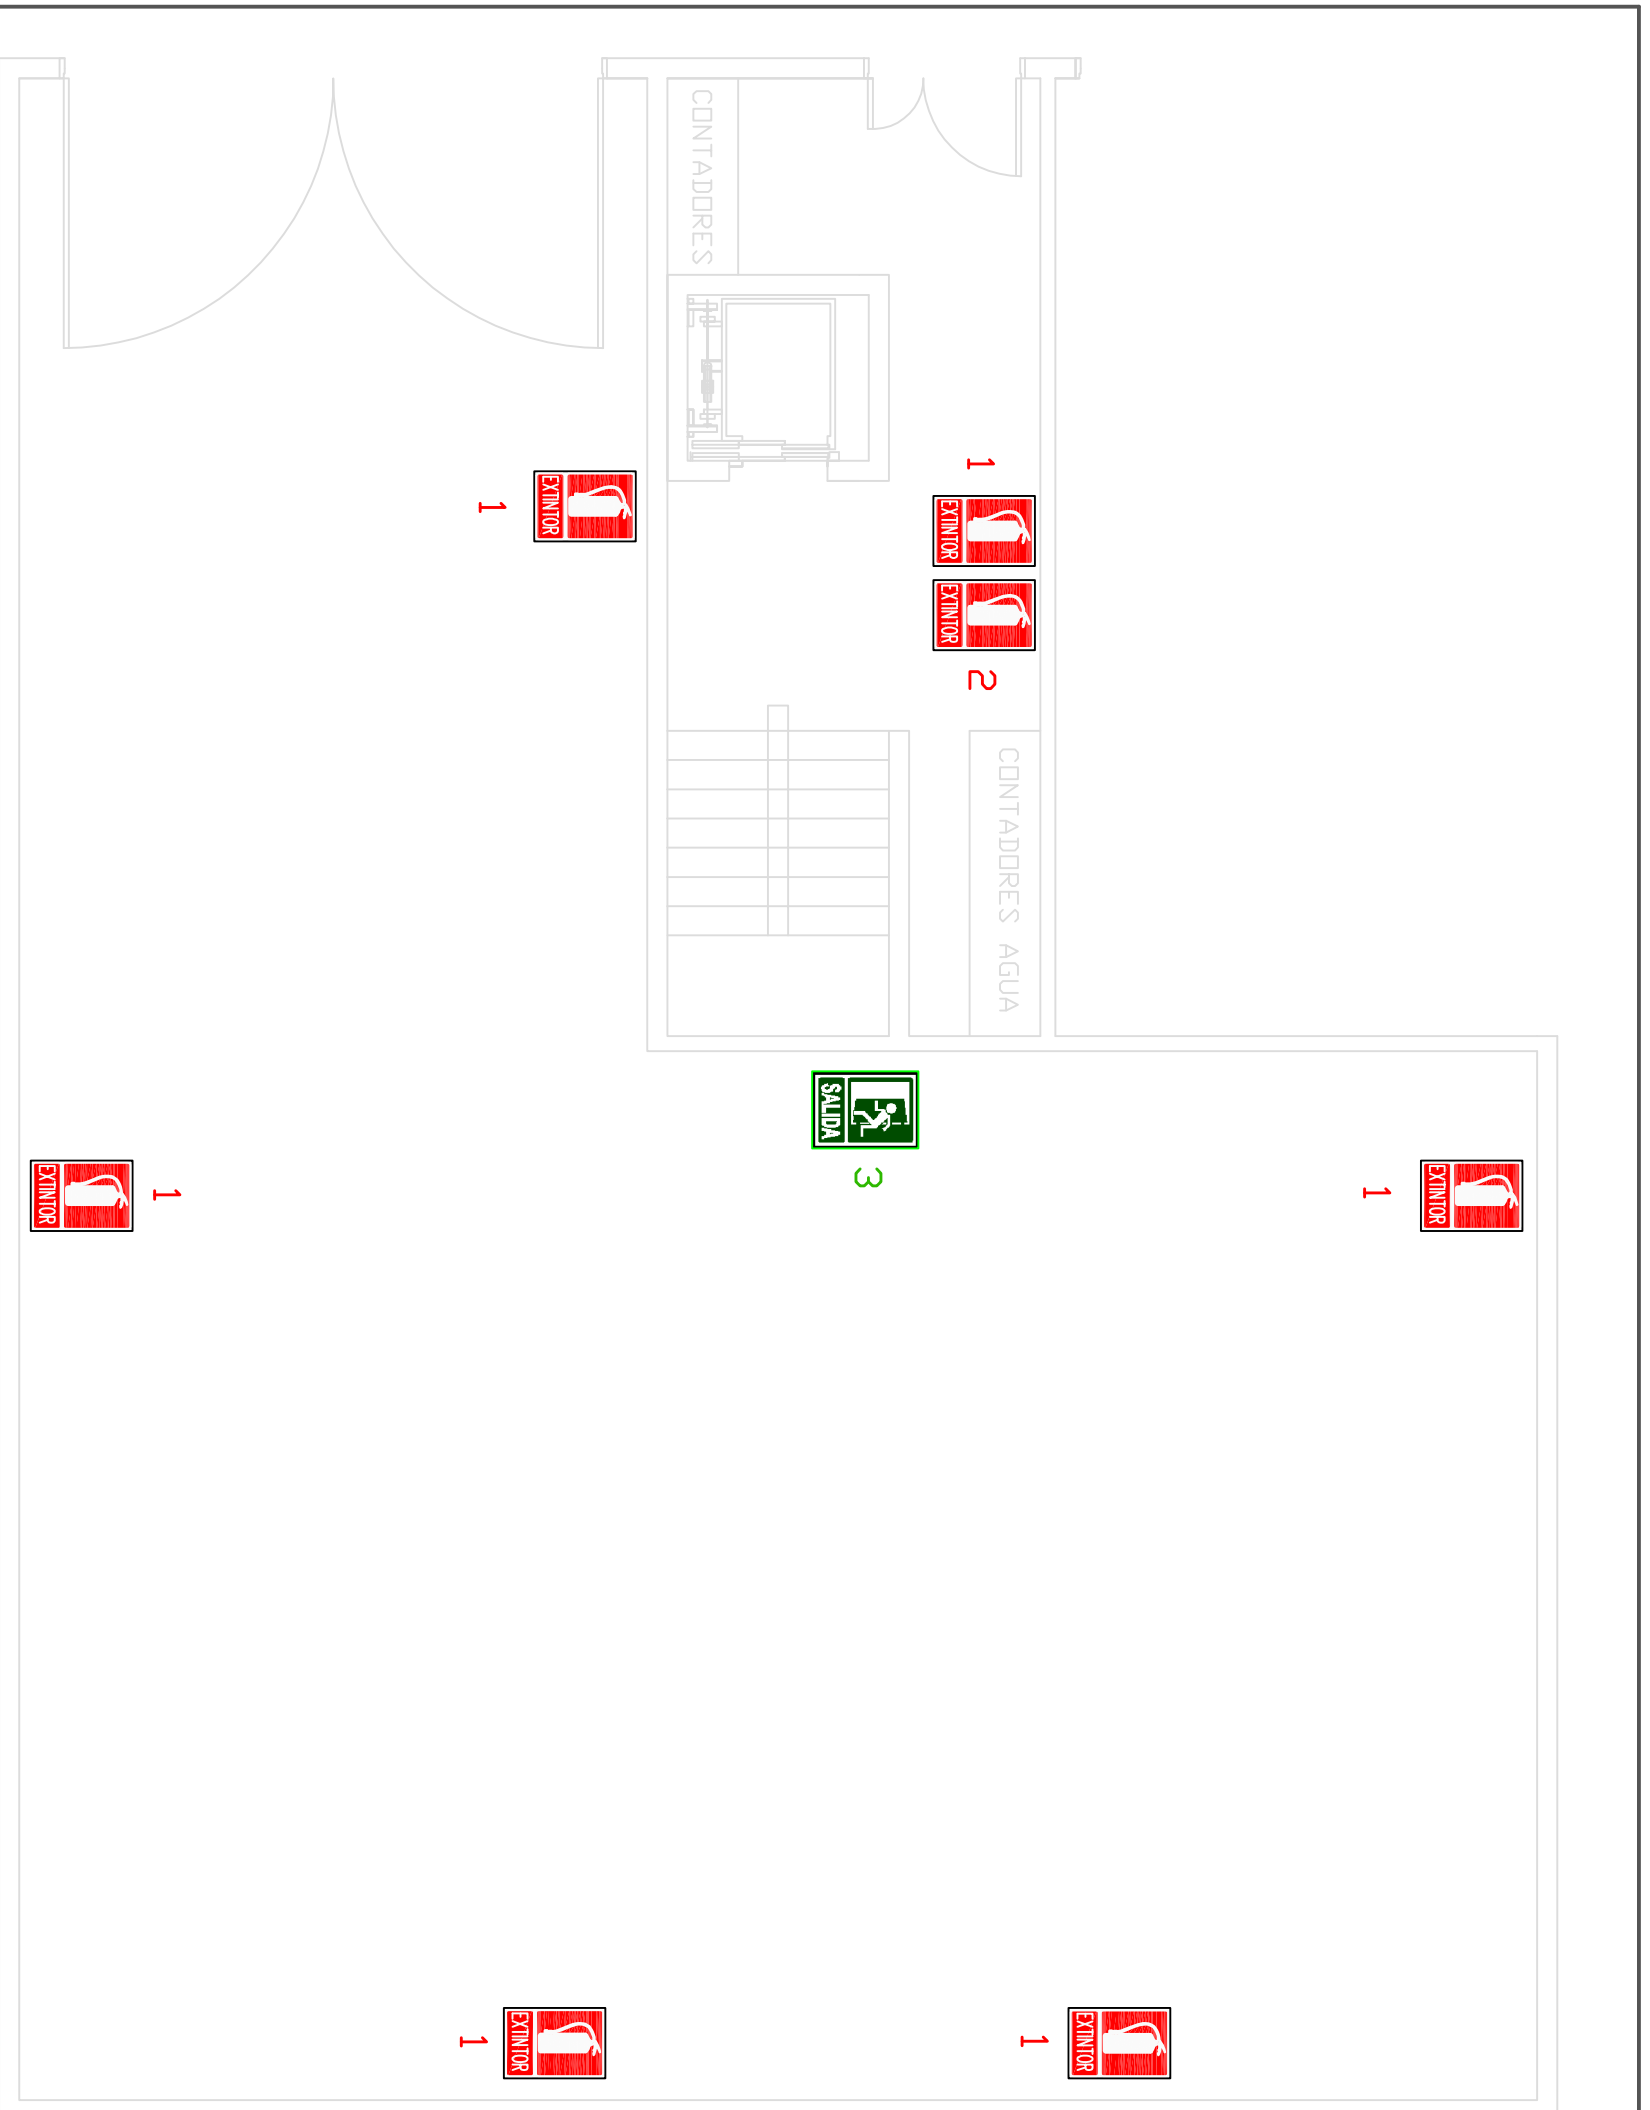 CONTADORES
1
EXTINTOR
1
EXTINTOR
EXTINTOR
2
CONTADORES AGUA
SALIDA
3
EXTINTOR
1
1
EXTINTOR
1
EXTINTOR
1
EXTINTOR